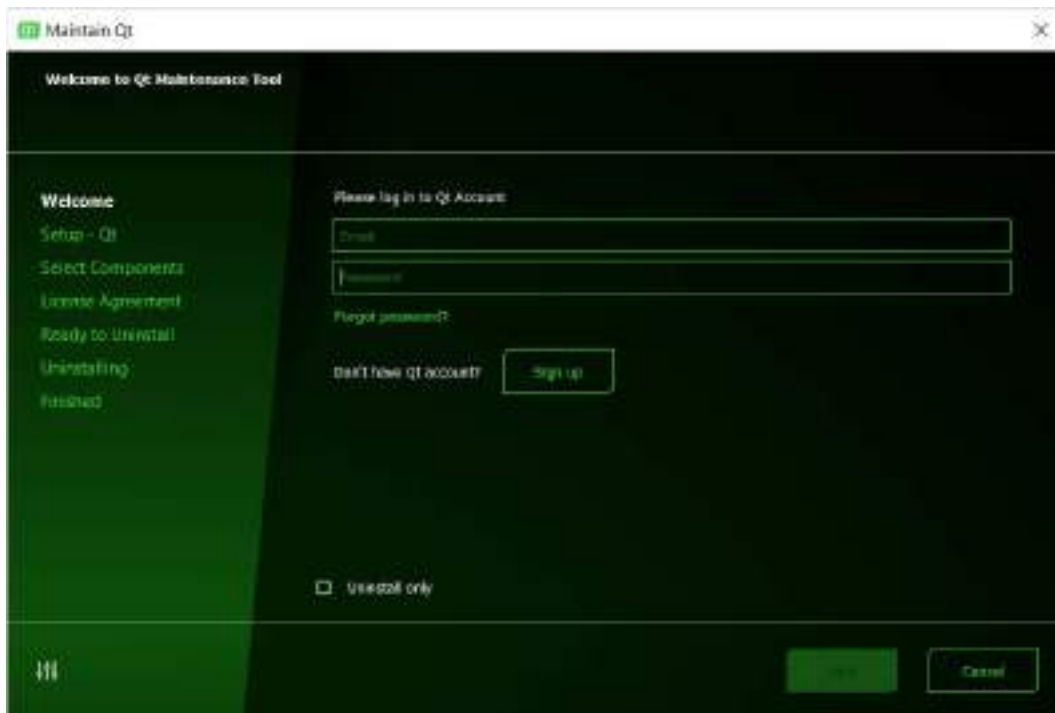 Maintain Qt
Welcome to Qt Maintenance Tool
Welcome
Setup - Qt
Select Components
License Agreement
Ready to Uninstall
Uninstalling
Finished
Please log in to Qt Account
Email
Password
Forgot password?
Don't have Qt account?
Sign up
Uninstall only
Cancel